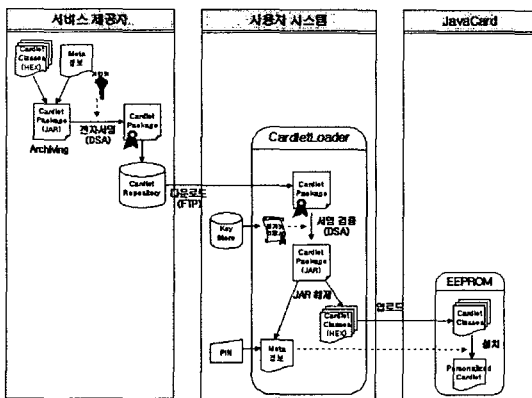 서비스 제공자
사용자 시스템
JavaCard
Cardlet
Classes
(HEX)
Meta
정보
개인키
Cardlet
Package
(JAR)
Archiving
전자서명
(DSA)
Cardlet
Package
Cardlet
Repository
다운로드
(FTP)
CardletLoader
Cardlet
Package
Key
Store
서명 검증
(DSA)
Cardlet
Package
(JAR)
JAR 해제
Cardlet
Classes
(HEX)
PIN
Meta
정보
업로드
EEPROM
Cardlet
Classes
설치
Personalized
Cardlet